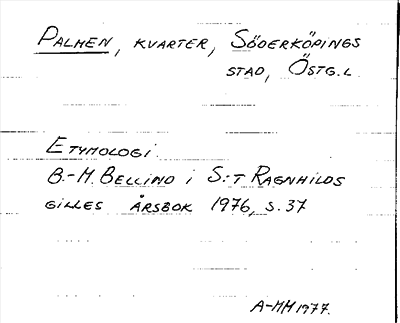 PALMEN, KVARTER, SÖDERKÖPINGS
STAD, ÖSTG.L.
ETYMOLOGI
B.-M. BELLINO I S:T RAGNHILDS
GILLES ÅRSBOK 1976, S. 37
A-MH 1977.